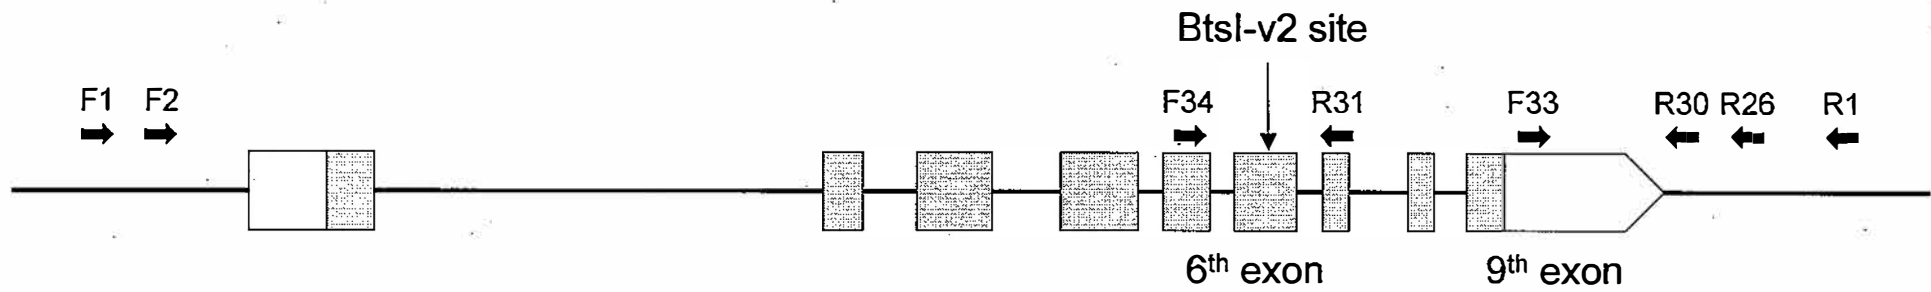 BtsI-v2 site
F1 F2 F34 R31 F33 R30 R26 R1
6th exon 9th exon